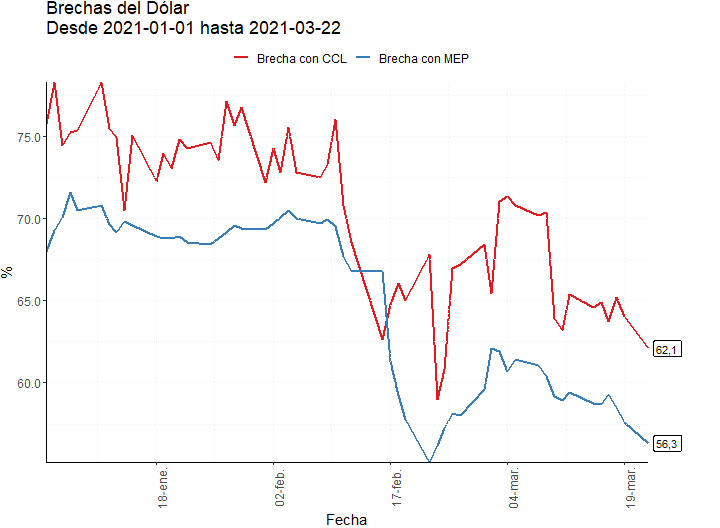 Brechas del Dólar
Desde 2021-01-01 hasta 2021-03-22
Brecha con CCL
Brecha con MEP
75.0
70.0
65.0
60.0
%
62,1
56,3
18-ene.
02-feb.
17-feb.
04-mar.
19-mar.
Fecha